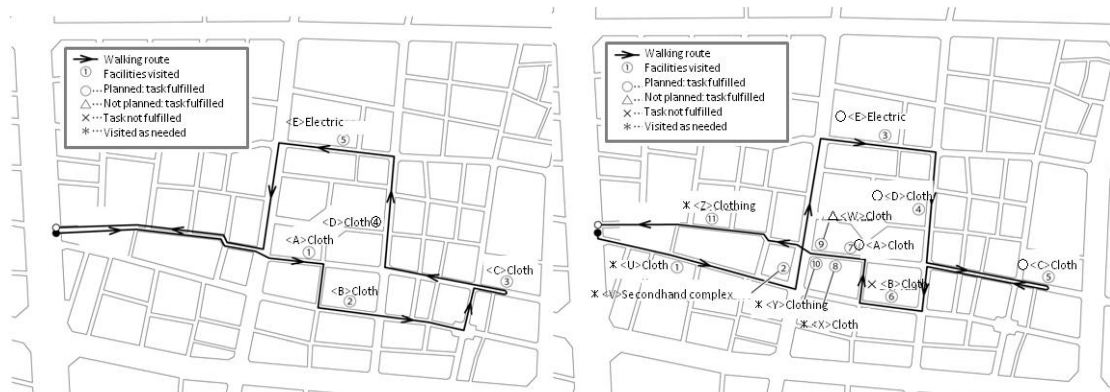 Walking route
① Facilities visited
○··· Planned: task fulfilled
△··· Not planned: task fulfilled
×··· Task not fulfilled
*··· Visited as needed
<E>Electric
⑤
<D>Cloth④
<A>Cloth
①
<C>Cloth
③
<B>Cloth
②
Walking route
① Facilities visited
○··· Planned: task fulfilled
△··· Not planned: task fulfilled
×··· Task not fulfilled
*··· Visited as needed
○<E>Electric
③
○<D>Cloth
④
* <Z>Clothing
⑪
△<W>Cloth
⑨
⑦ ○<A>Cloth
* <U>Cloth ①
②
⑩ ⑧
○<C>Cloth
⑤
×<B>Cloth
⑥
* <V>Secondhand complex
* <Y>Clothing
* <X>Cloth